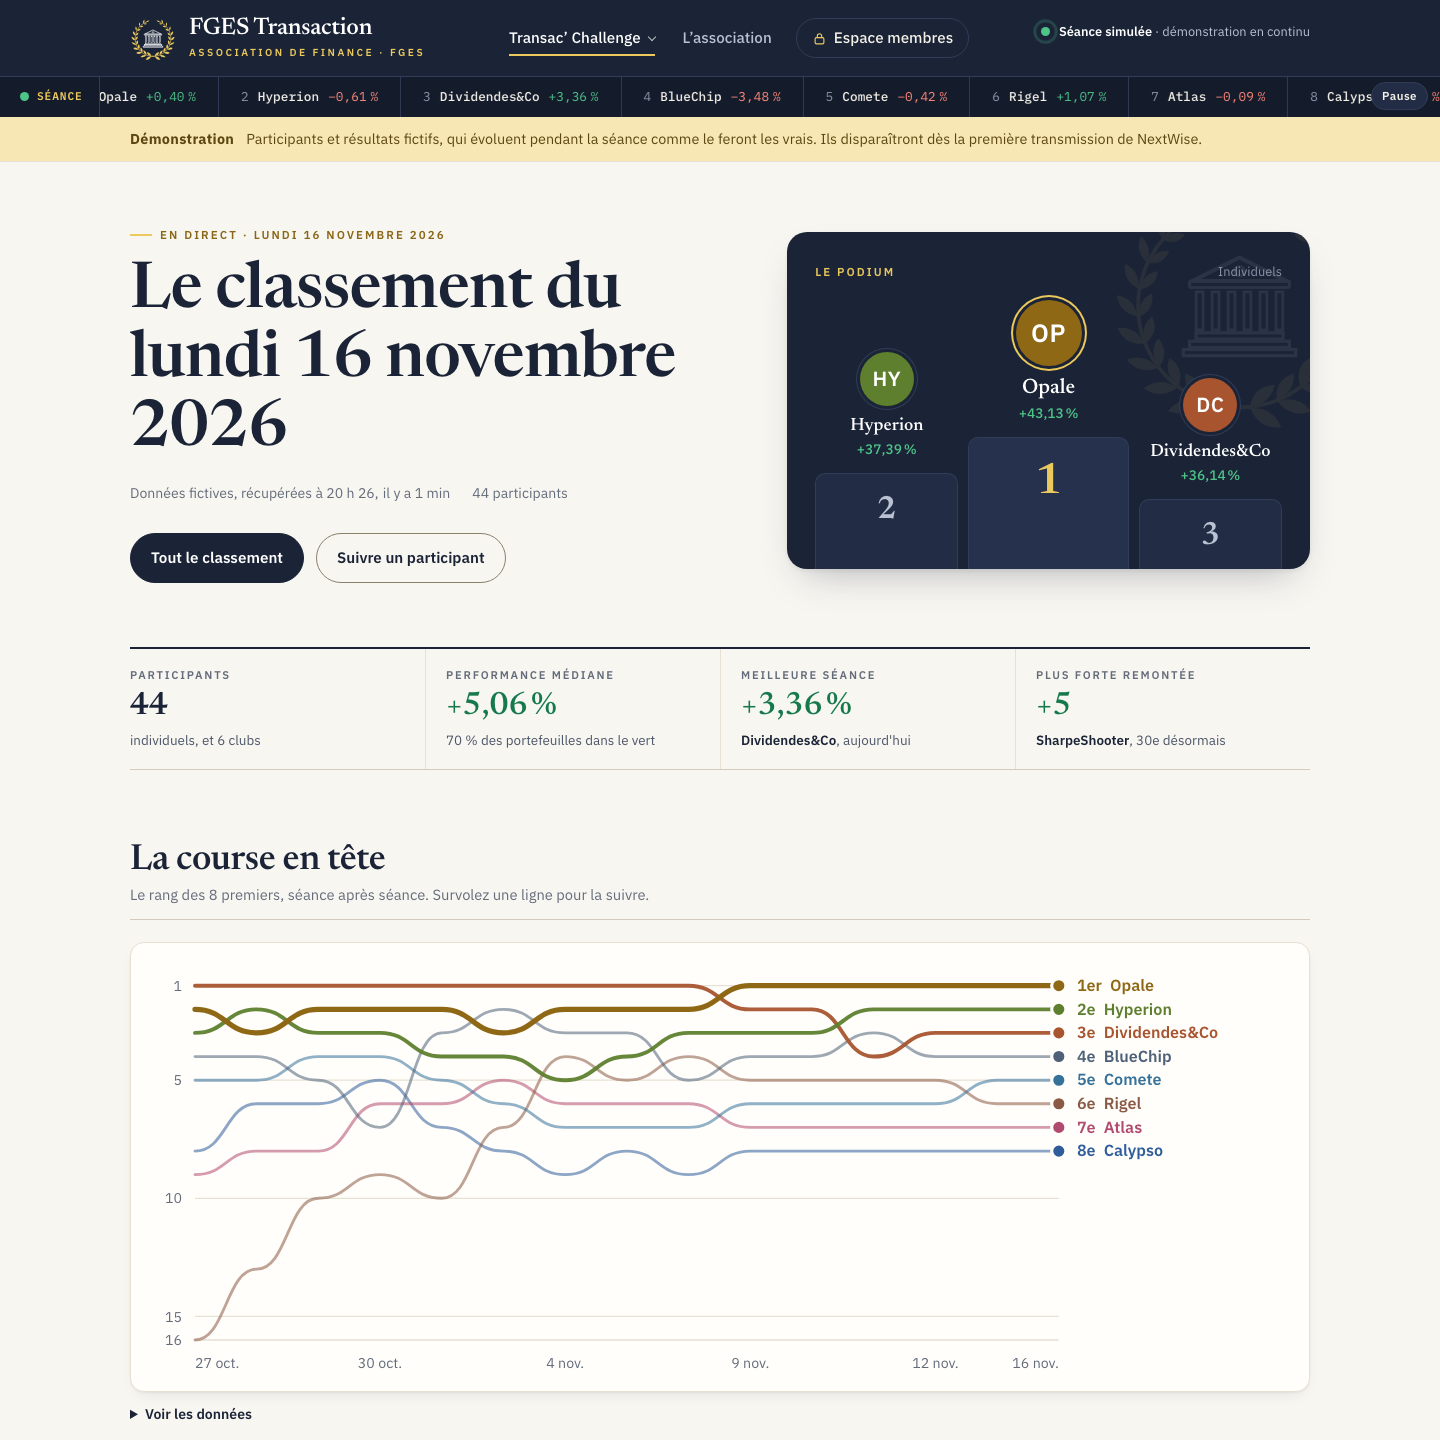 FGES Transaction
ASSOCIATION DE FINANCE · FGES
Transac’ Challenge
L’association
Espace membres
Séance simulée · démonstration en continu
SÉANCE
Opale +0,40 %
2 Hyperion −0,61 %
3 Dividendes&Co +3,36 %
4 BlueChip −3,48 %
5 Comete −0,42 %
6 Rigel +1,07 %
7 Atlas −0,09 %
8 Calyps
Pause
%
Démonstration Participants et résultats fictifs, qui évoluent pendant la séance comme le feront les vrais. Ils disparaîtront dès la première transmission de NextWise.
EN DIRECT · LUNDI 16 NOVEMBRE 2026
Le classement du
lundi 16 novembre
2026
Données fictives, récupérées à 20 h 26, il y a 1 min 44 participants
Tout le classement
Suivre un participant
LE PODIUM
Individuels
OP
Opale
+43,13 %
1
HY
Hyperion
+37,39 %
2
DC
Dividendes&Co
+36,14 %
3
PARTICIPANTS
44
individuels, et 6 clubs
PERFORMANCE MÉDIANE
+5,06 %
70 % des portefeuilles dans le vert
MEILLEURE SÉANCE
+3,36 %
Dividendes&Co, aujourd'hui
PLUS FORTE REMONTÉE
+5
SharpeShooter, 30e désormais
La course en tête
Le rang des 8 premiers, séance après séance. Survolez une ligne pour la suivre.
1
5
10
15
16
1er Opale
2e Hyperion
3e Dividendes&Co
4e BlueChip
5e Comete
6e Rigel
7e Atlas
8e Calypso
27 oct.
30 oct.
4 nov.
9 nov.
12 nov.
16 nov.
Voir les données